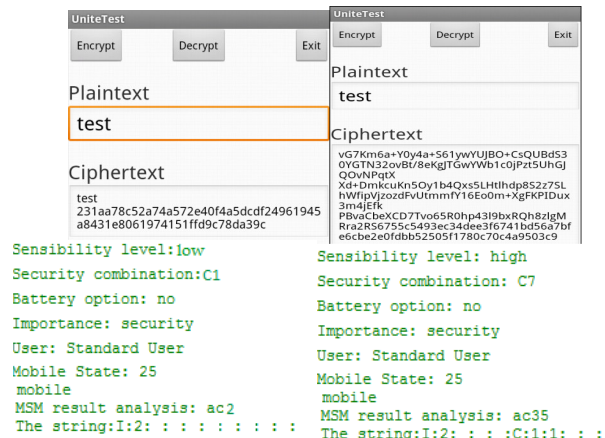 UniteTest
Encrypt Decrypt Exit
Plaintext
test
Ciphertext
test
231aa78c52a74a572e40f4a5dcdf24961945
a8431e8061974151ffd9c78da39c
Sensibility level:low
Security combination:C1
Battery option: no
Importance: security
User: Standard User
Mobile State: 25
mobile
MSM result analysis: ac2
The string:I:2: : : : : : : : :
UniteTest
Encrypt Decrypt Exit
Plaintext
test
Ciphertext
vG7Km6a+Y0y4a+S61ywYUJBO+CsQUBdS3
0YGTN32ovBt/8eKgJTGwYWb1c0jPzt5UhGJ
QOvNPqtX
Xd+DmkcuKn5Oy1b4Qxs5LHtIhdp8S2z7SL
hWfipVjzozdFvUtmmfY16Eo0m+XgFKPIDux
3m4jEfk
PBvaCbeXCD7Tvo65R0hp43I9bxRQh8zlgM
Rra2RS6755c5493ec34dee3f6741bd56a7bf
e6cbe2e0fdbb52505f1780c70c4a9503c9
Sensibility level: high
Security combination: C7
Battery option: no
Importance: security
User: Standard User
Mobile State: 25
mobile
MSM result analysis: ac35
The string:I:2: : : :C:1:1: : :